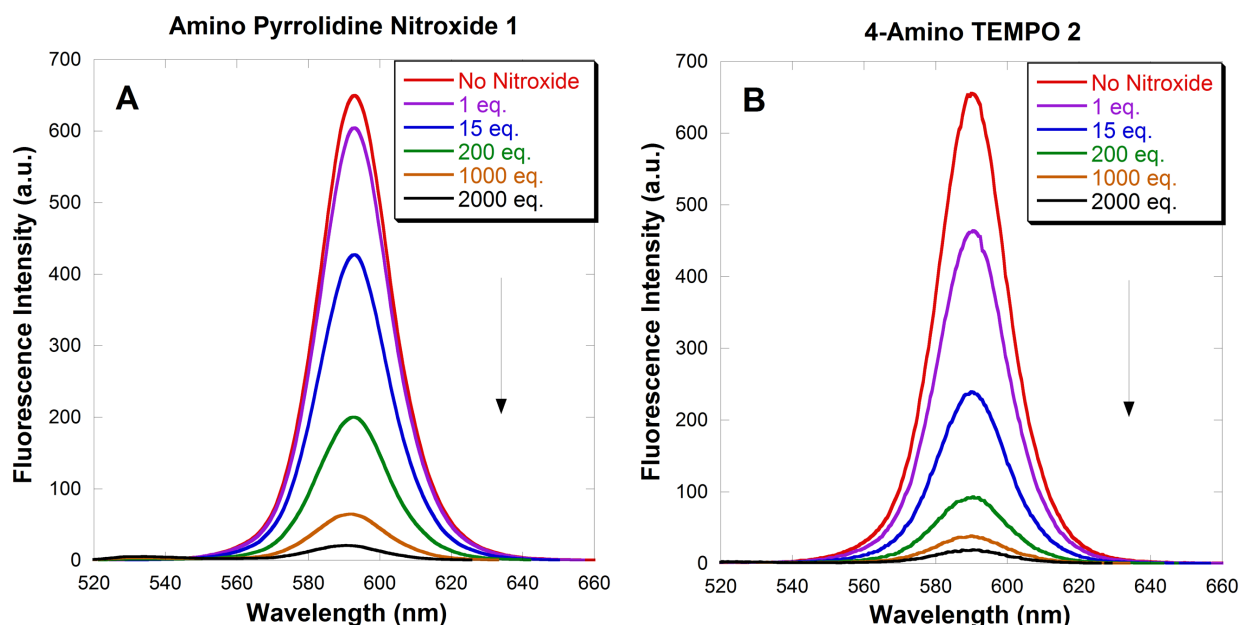 Amino Pyrrolidine Nitroxide 1
A
No Nitroxide
1 eq.
15 eq.
200 eq.
1000 eq.
2000 eq.
Fluorescence Intensity (a.u.)
700
600
500
400
300
200
100
0
520 540 560 580 600 620 640 660
Wavelength (nm)
4-Amino TEMPO 2
B
No Nitroxide
1 eq.
15 eq.
200 eq.
1000 eq.
2000 eq.
Fluorescence Intensity (a.u.)
700
600
500
400
300
200
100
0
520 540 560 580 600 620 640 660
Wavelength (nm)